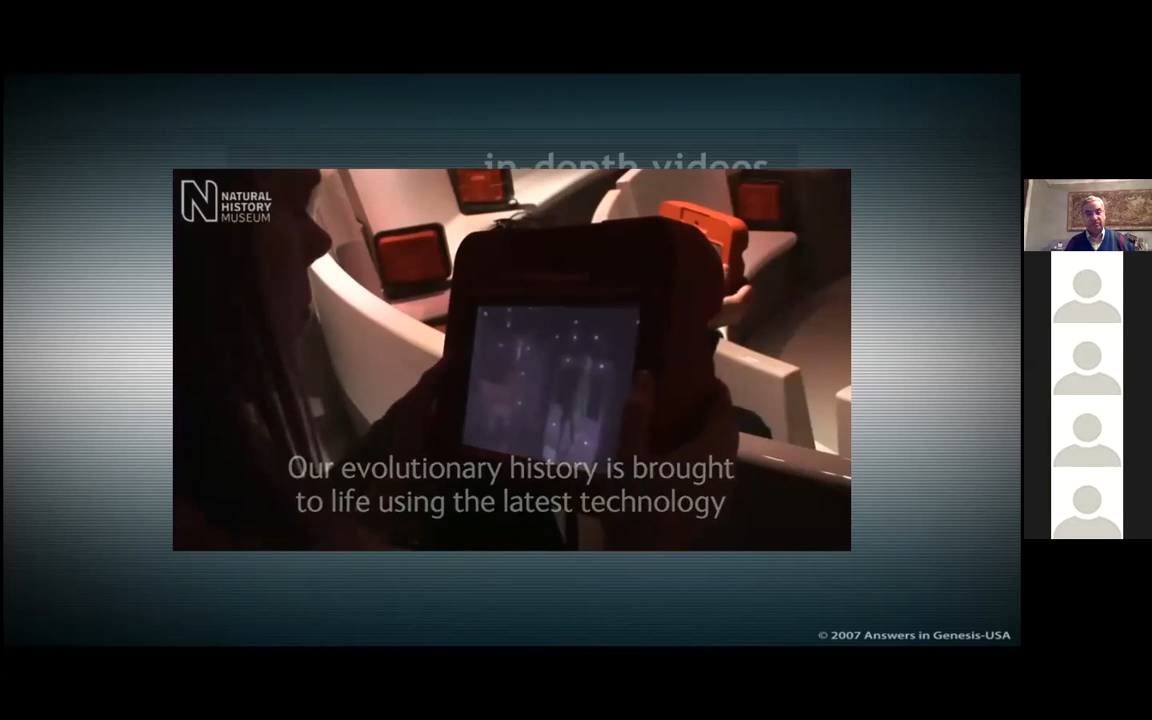 in-depth videos
NATURAL
HISTORY
MUSEUM
Our evolutionary history is brought
to life using the latest technology
© 2007 Answers in Genesis-USA